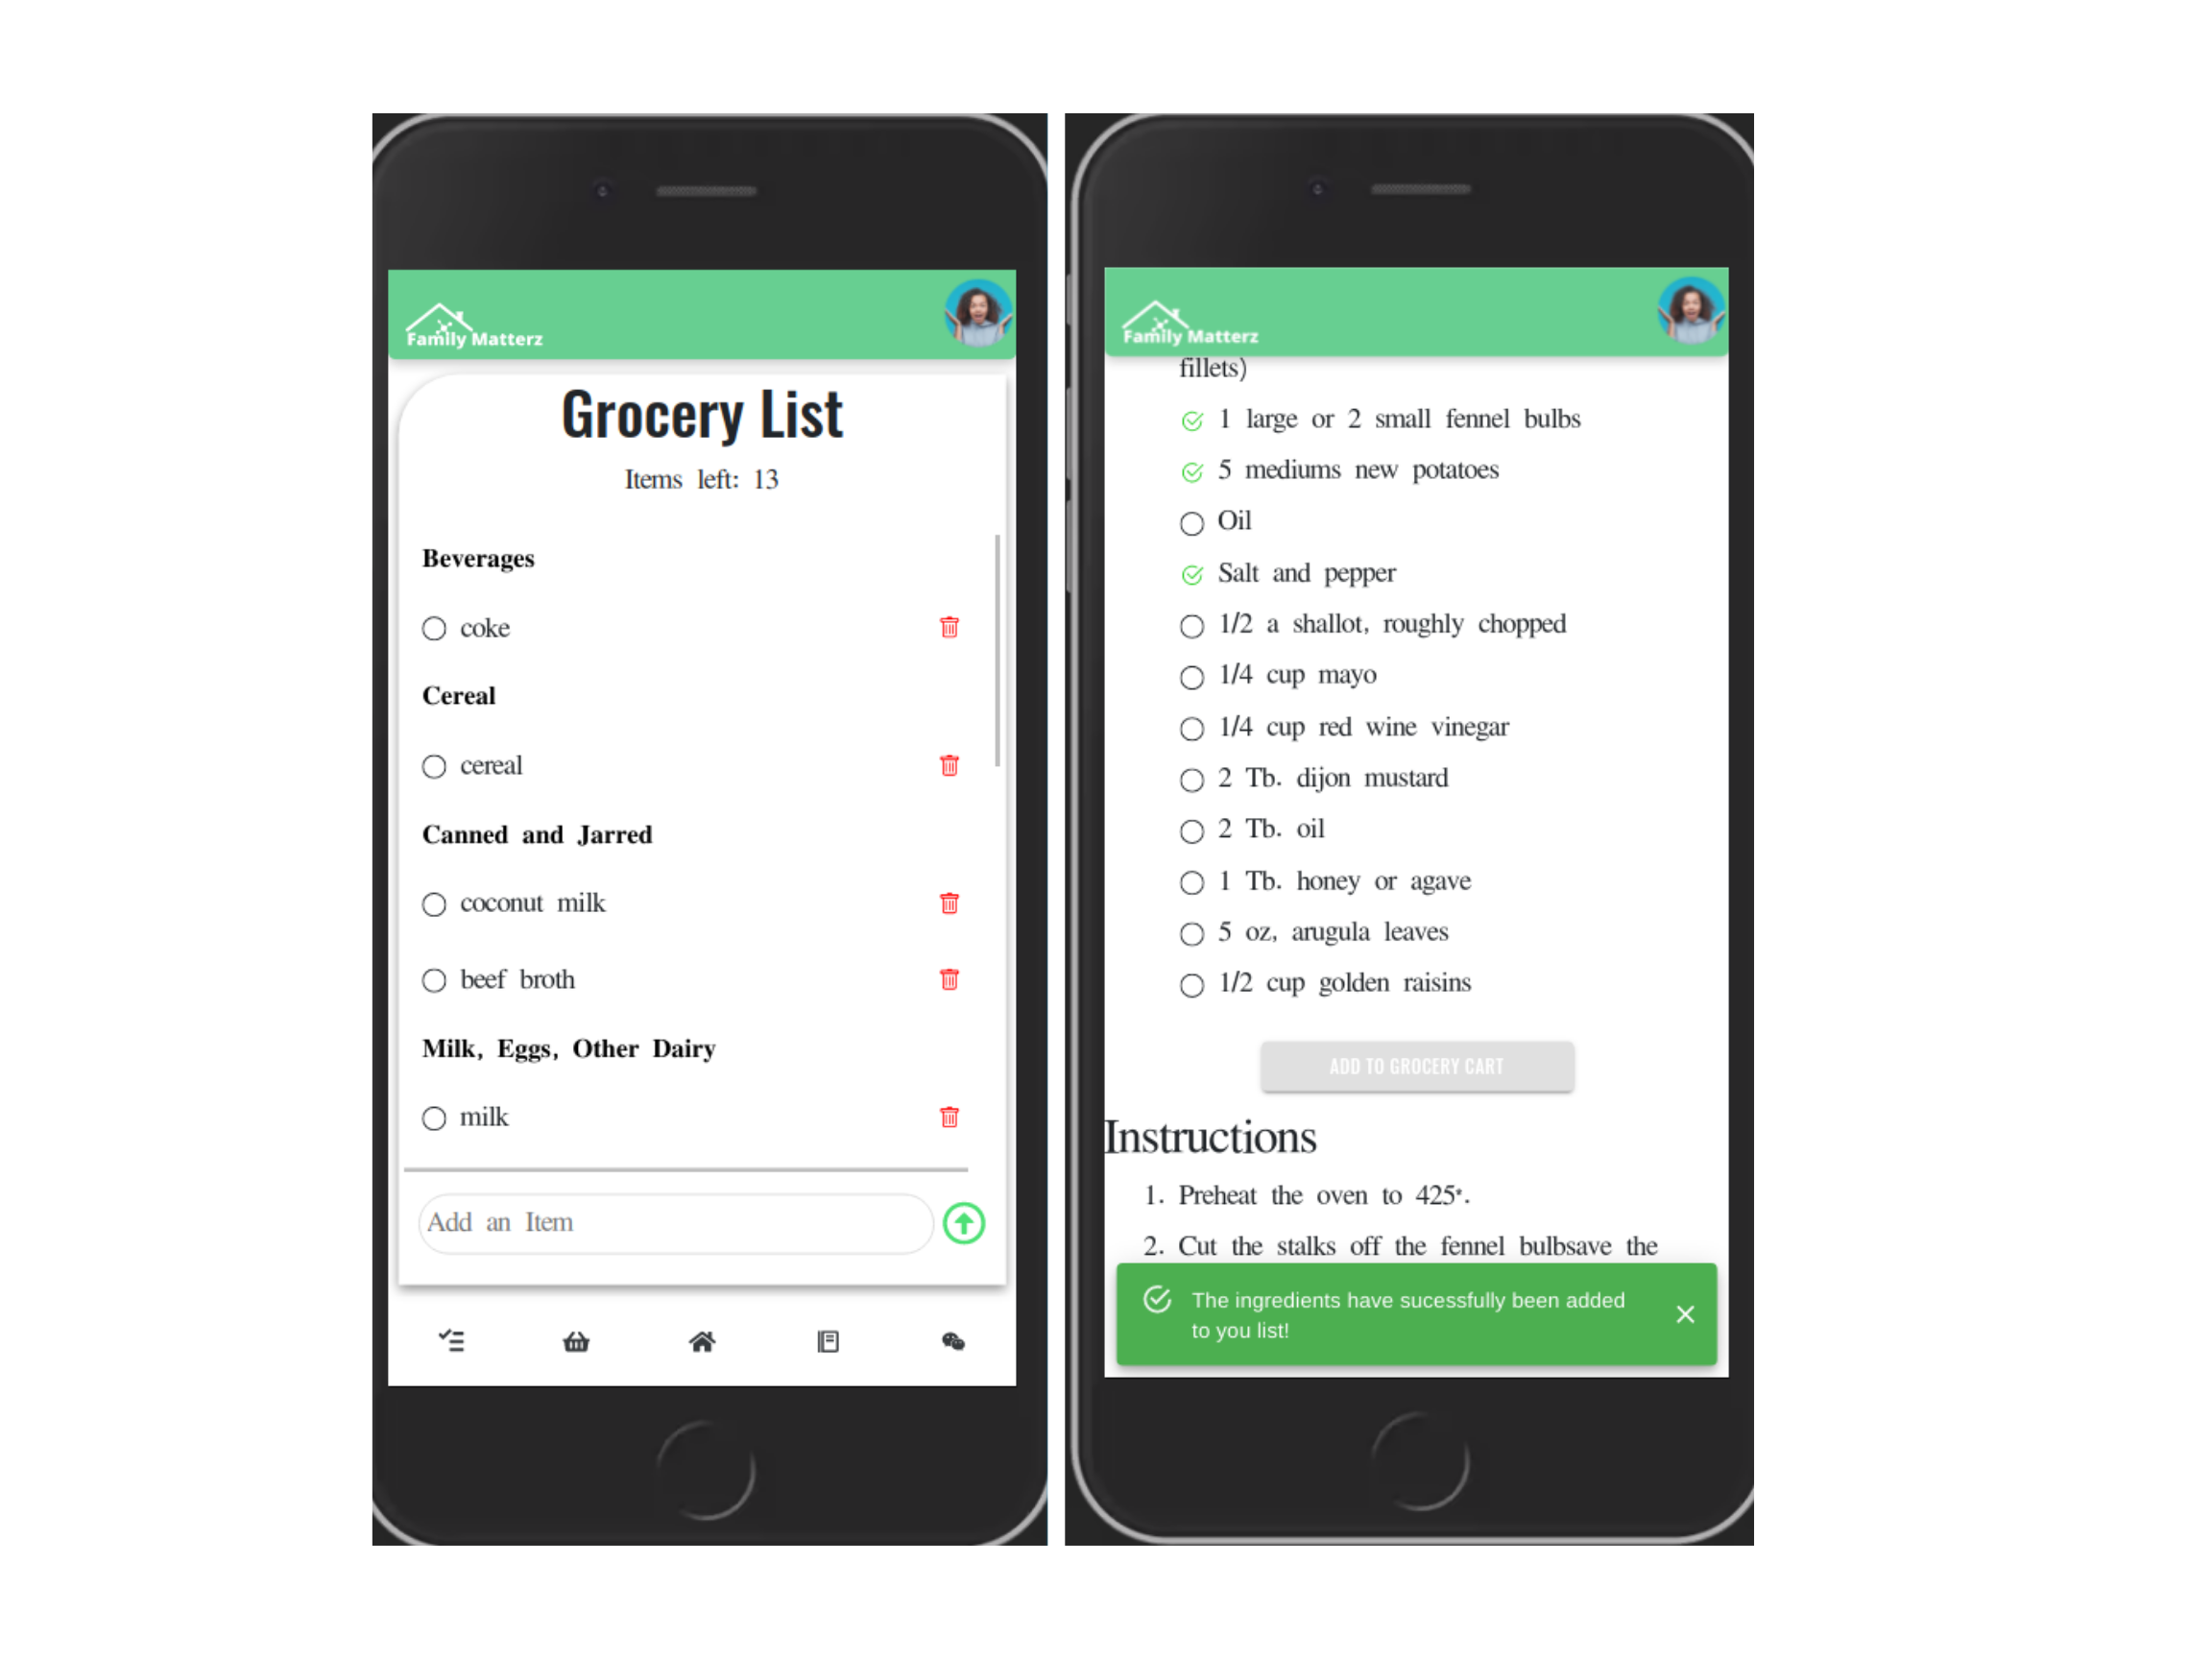 Family Matterz
Grocery List
Items left: 13
Beverages
coke
Cereal
cereal
Canned and Jarred
coconut milk
beef broth
Milk, Eggs, Other Dairy
milk
Add an Item
Family Matterz
fillets)
1 large or 2 small fennel bulbs
5 mediums new potatoes
Oil
Salt and pepper
1/2 a shallot, roughly chopped
1/4 cup mayo
1/4 cup red wine vinegar
2 Tb. dijon mustard
2 Tb. oil
1 Tb. honey or agave
5 oz, arugula leaves
1/2 cup golden raisins
ADD TO GROCERY CART
Instructions
1. Preheat the oven to 425*.
2. Cut the stalks off the fennel bulbsave the
The ingredients have sucessfully been added
to you list!